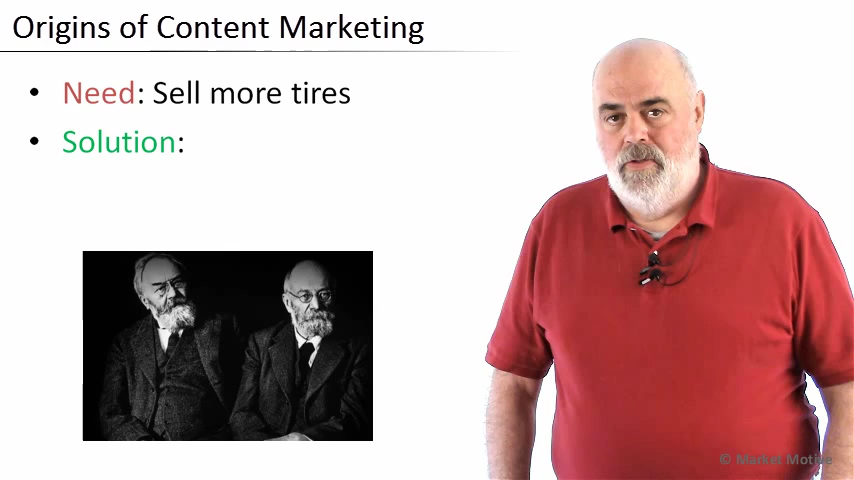 Origins of Content Marketing
• Need: Sell more tires
• Solution:
© Market Motive